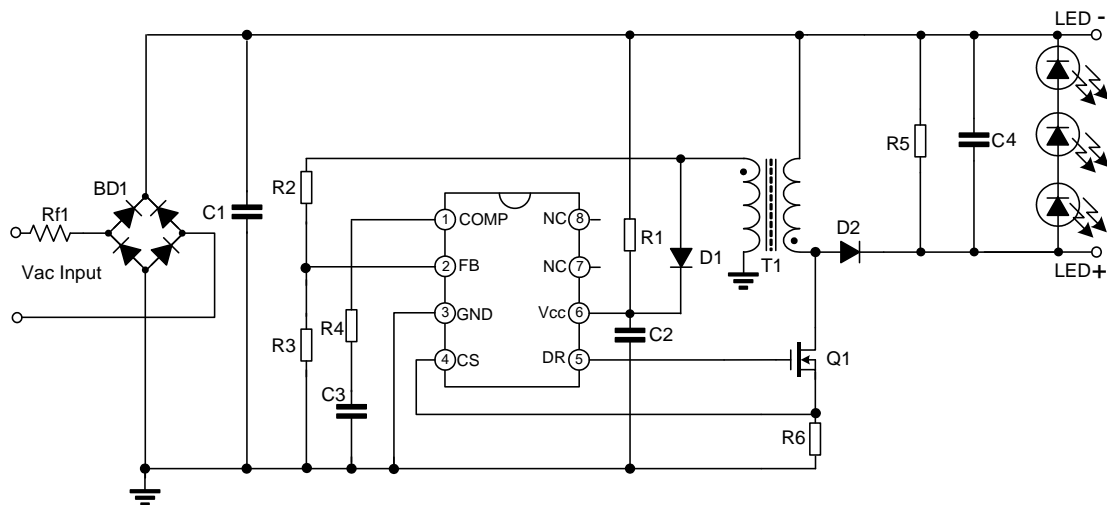 LED -
BD1
Rf1
Vac Input
C1
R2
R3
R4
C3
1 COMP
2 FB
3 GND
4 CS
NC 8
NC 7
Vcc 6
DR 5
R1
C2
D1
T1
D2
Q1
R6
R5
C4
LED+